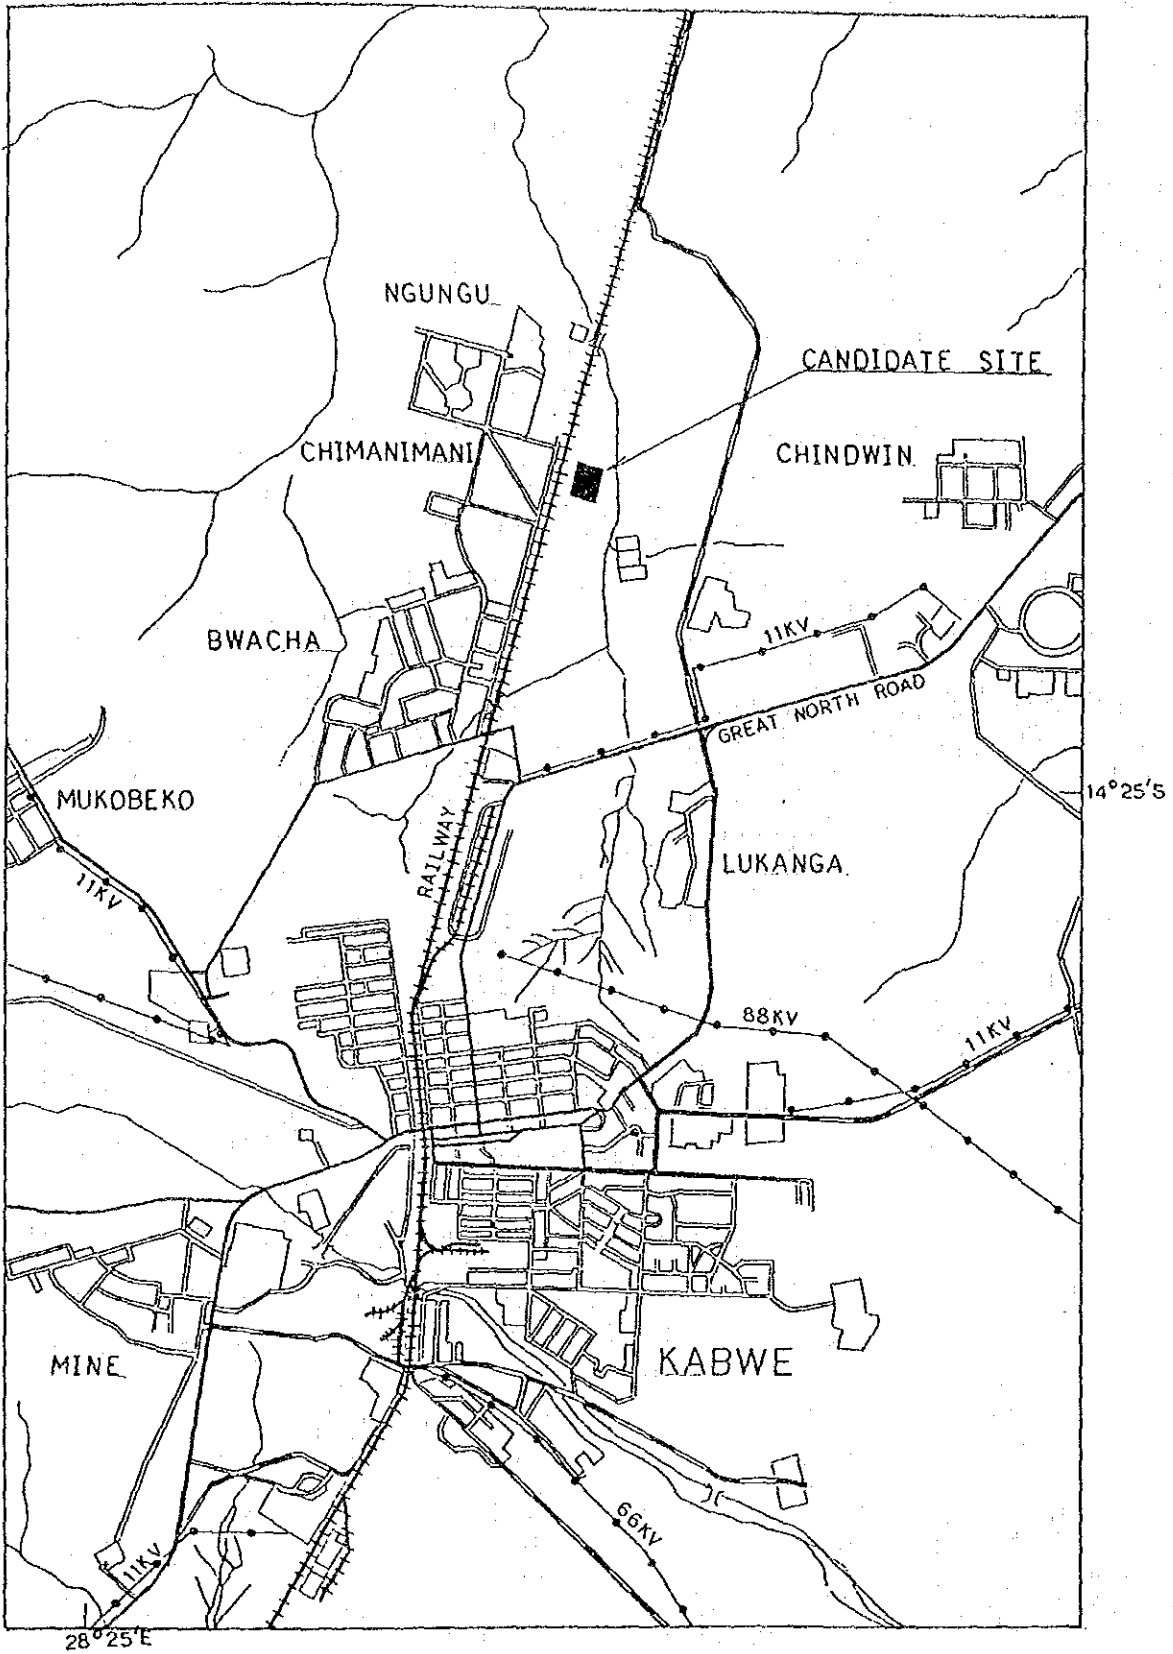 NGUNGU
CANDIDATE SITE
CHIMANIMANI
CHINDWIN
BWACHA
11KV
GREAT NORTH ROAD
14°25'S
MUKOBEKO
RAILWAY
LUKANGA
11KV
88KV
11KV
MINE
KABWE
66KV
11KV
28°25'E